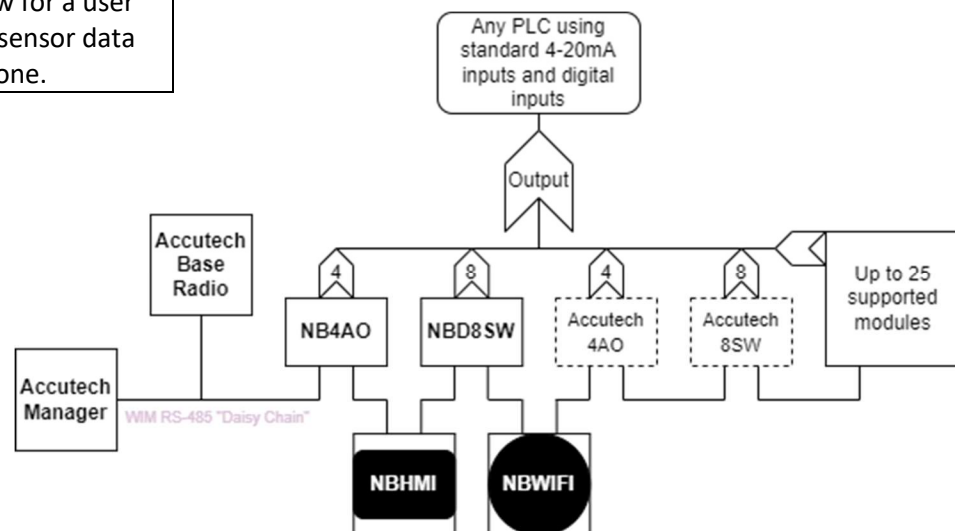 w for a user
sensor data
one.
Any PLC using
standard 4-20mA
inputs and digital
inputs
Output
Accutech
Base
Radio
4
8
4
8
Up to 25
supported
modules
NB4AO
NBD8SW
Accutech
4AO
Accutech
8SW
Accutech
Manager
WIM RS-485 "Daisy Chain"
NBHMI
NBWIFI